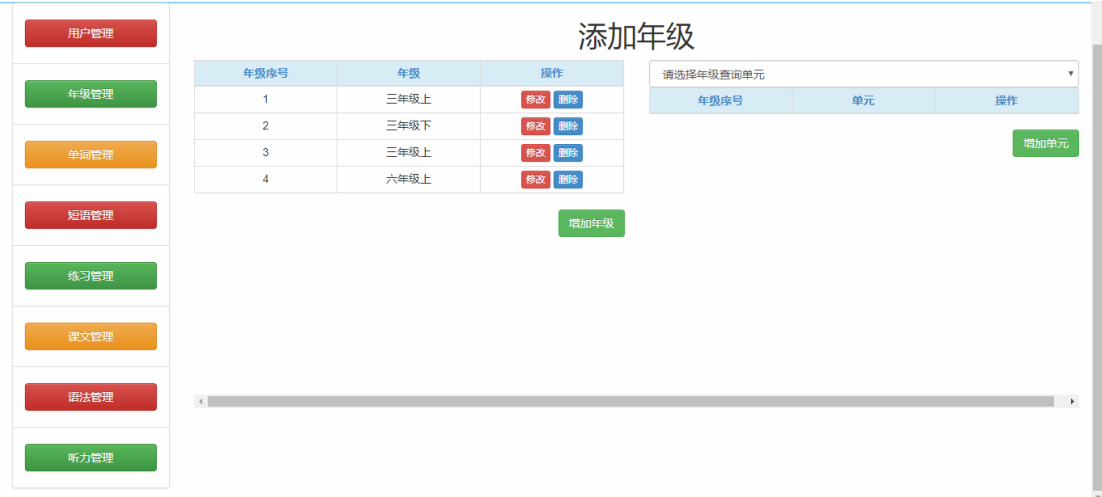 用户管理
年级管理
单词管理
短语管理
练习管理
课文管理
语法管理
听力管理
添加年级
年级序号 年级 操作
1 三年级上 修改 删除
2 三年级下 修改 删除
3 三年级上 修改 删除
4 六年级上 修改 删除
增加年级
请选择年级查询单元
年级序号 单元 操作
增加单元